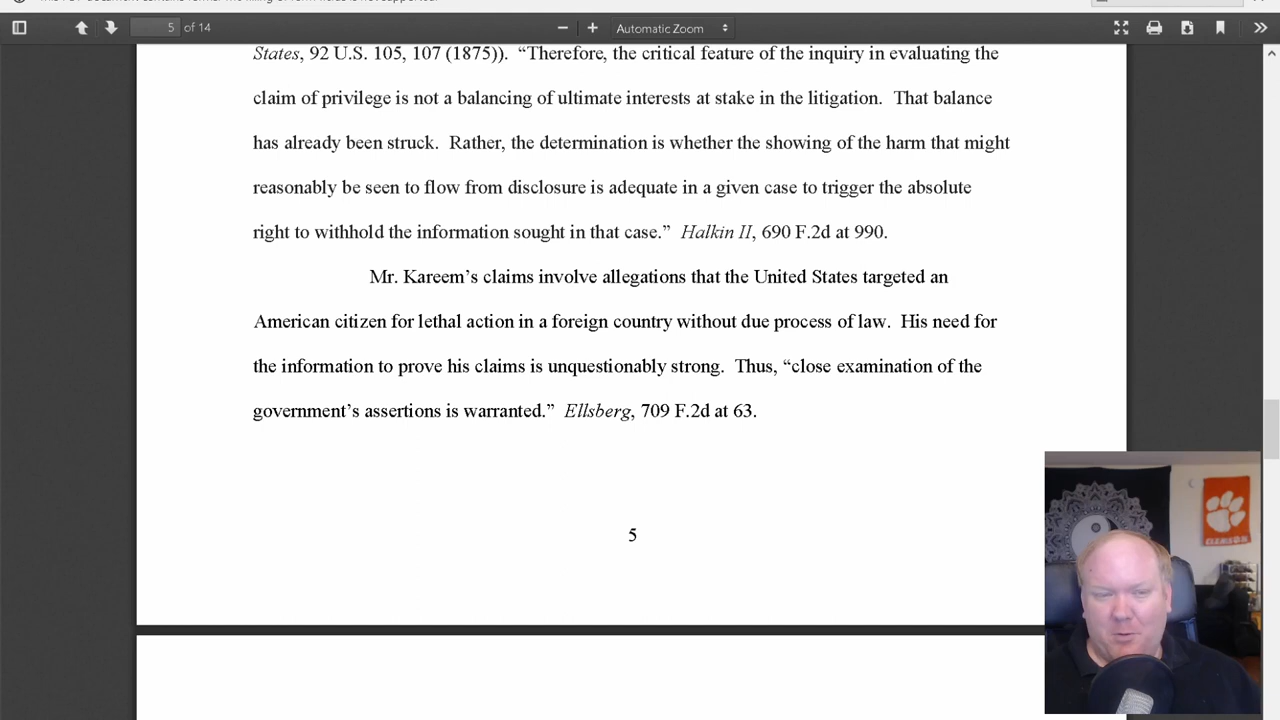 5 of 14
Automatic Zoom
States, 92 U.S. 105, 107 (1875)).  “Therefore, the critical feature of the inquiry in evaluating the
claim of privilege is not a balancing of ultimate interests at stake in the litigation.  That balance
has already been struck.  Rather, the determination is whether the showing of the harm that might
reasonably be seen to flow from disclosure is adequate in a given case to trigger the absolute
right to withhold the information sought in that case.”  Halkin II, 690 F.2d at 990.
Mr. Kareem’s claims involve allegations that the United States targeted an
American citizen for lethal action in a foreign country without due process of law.  His need for
the information to prove his claims is unquestionably strong.  Thus, “close examination of the
government’s assertions is warranted.”  Ellsberg, 709 F.2d at 63.
5
CLEMSON